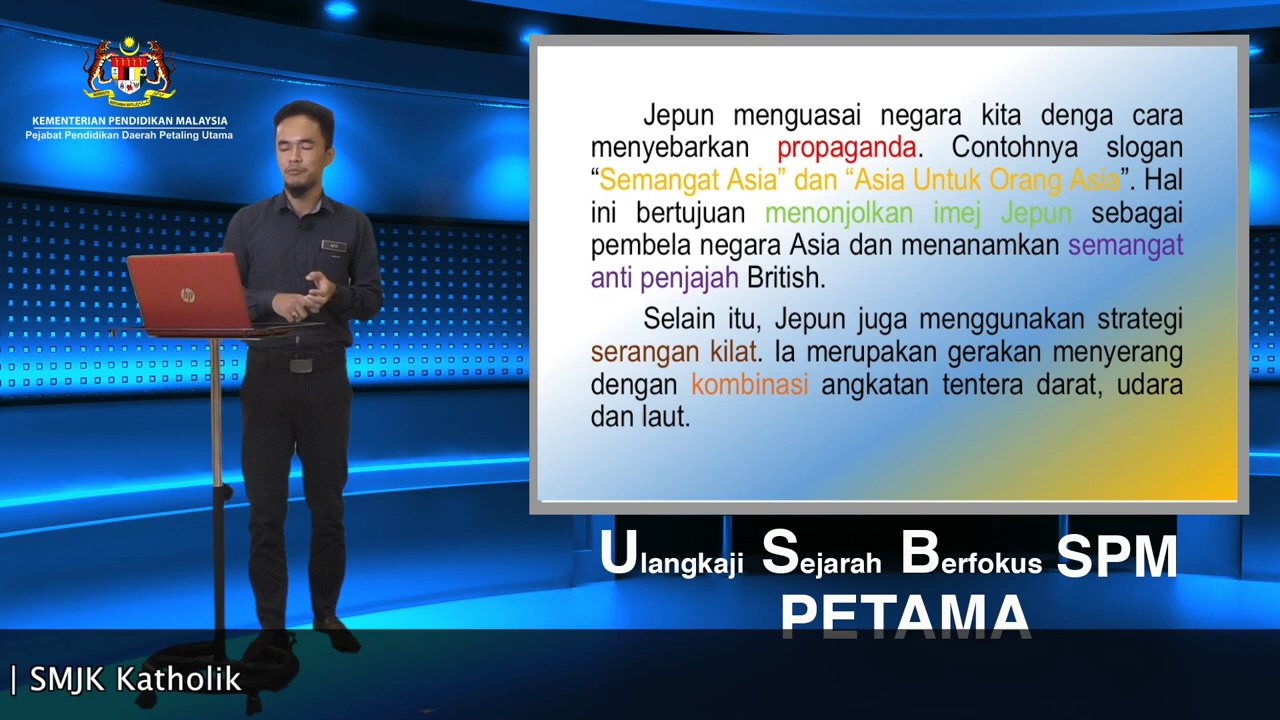 KEMENTERIAN PENDIDIKAN MALAYSIA
Pejabat Pendidikan Daerah Petaling Utama
Jepun menguasai negara kita denga cara
menyebarkan propaganda. Contohnya slogan
“Semangat Asia” dan “Asia Untuk Orang Asia”. Hal
ini bertujuan menonjolkan imej Jepun sebagai
pembela negara Asia dan menanamkan semangat
anti penjajah British.
Selain itu, Jepun juga menggunakan strategi
serangan kilat. Ia merupakan gerakan menyerang
dengan kombinasi angkatan tentera darat, udara
dan laut.
hp
Ulangkaji Sejarah Berfokus SPM
PETAMA
| SMJK Katholik